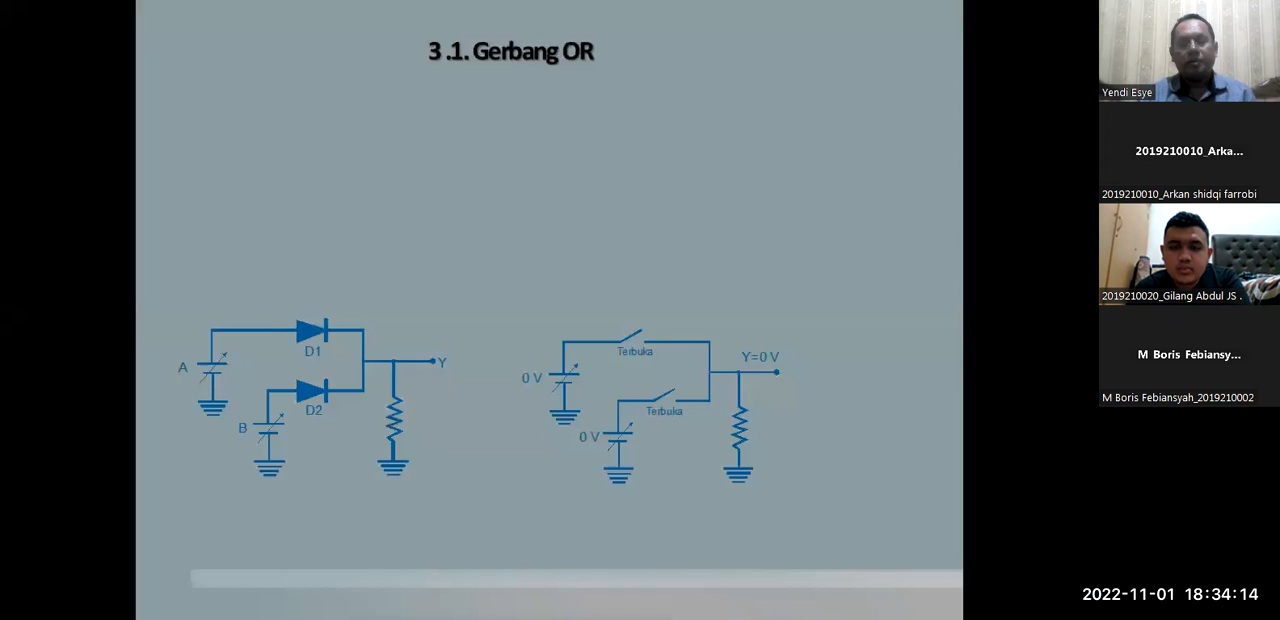 3 .1. Gerbang OR
D1
A
Y
D2
B
Terbuka
Y=0 V
0 V
Terbuka
0 V
Yendi Esye
2019210010_Arka...
2019210010_Arkan shidqi farrobi
2019210020_Gilang Abdul JS .
M Boris Febiansy...
M Boris Febiansyah_2019210002
2022-11-01 18:34:14